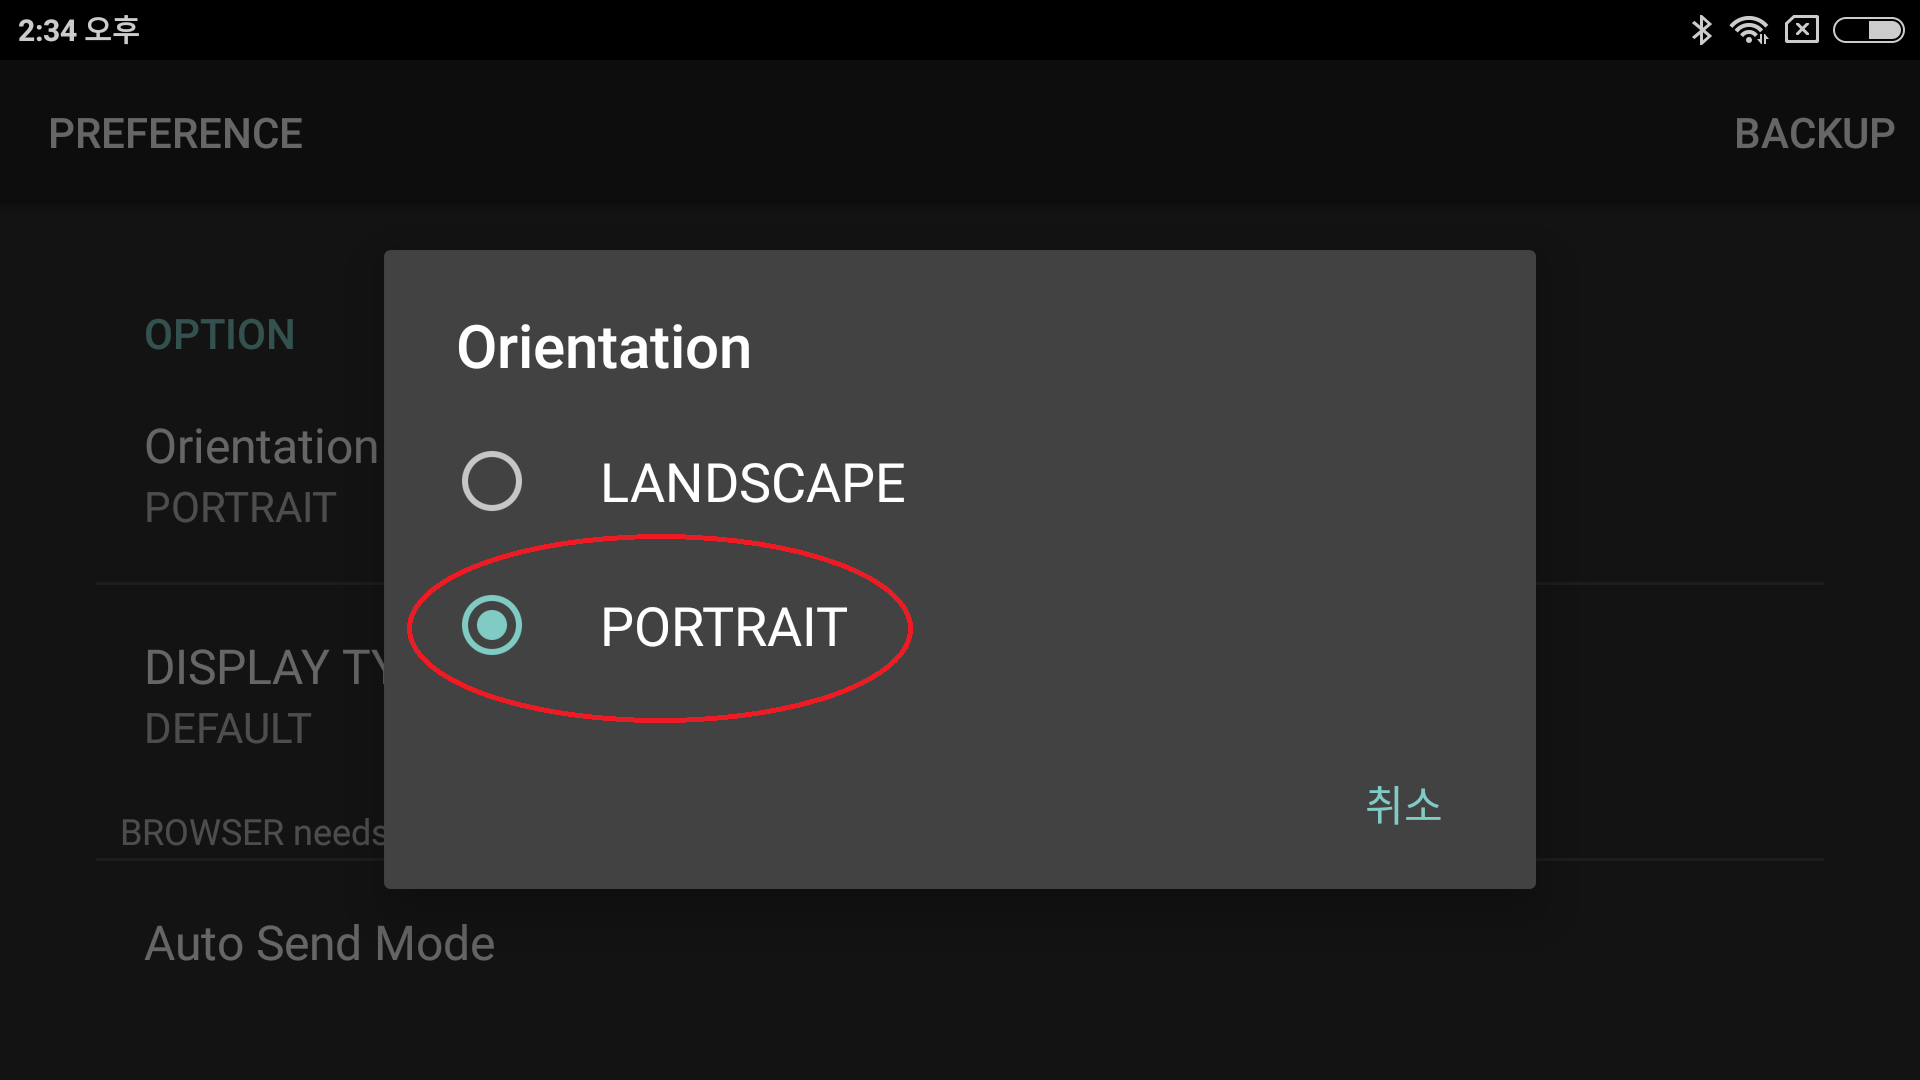 2:34 오후
PREFERENCE
BACKUP
OPTION
Orientation
PORTRAIT
DISPLAY TY
DEFAULT
BROWSER needs
Auto Send Mode
Orientation
LANDSCAPE
PORTRAIT
취소